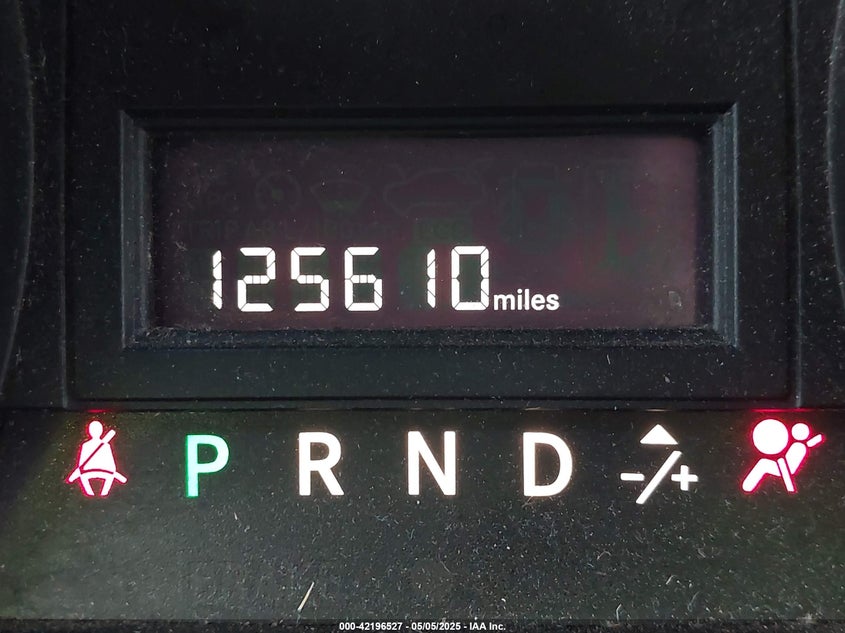 125610 miles
P R N D -/+
000-42196527 - 05/05/2025 - IAA Inc.